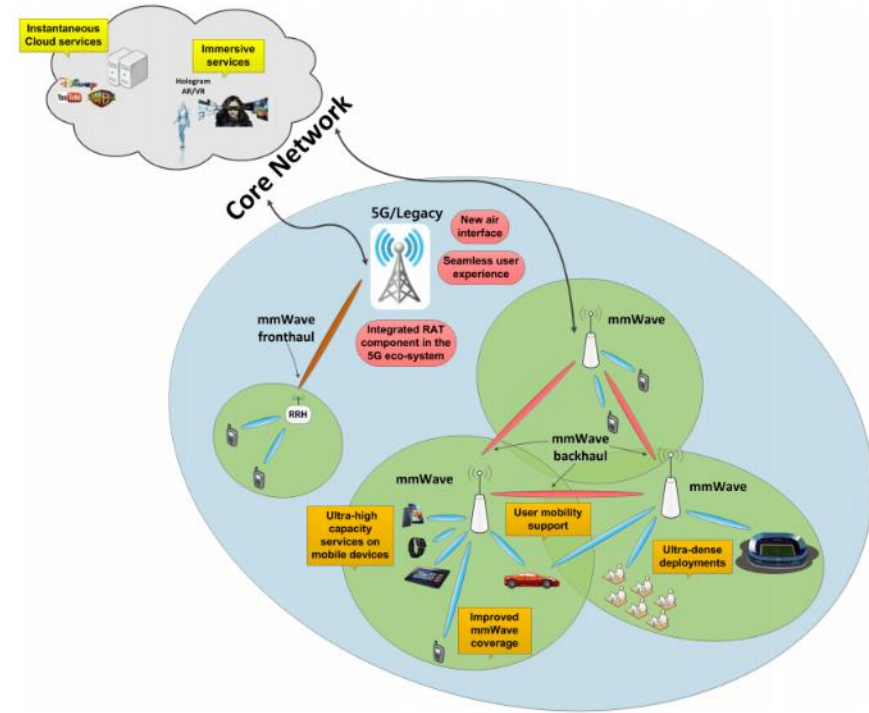 Instantaneous
Cloud services
Immersive
services
Hologram
AR/VR
Disney
YouTube
WB
Core Network
5G/Legacy
New air
interface
Seamless user
experience
Integrated RAT
component in the
5G eco-system
mmWave
fronthaul
RRH
mmWave
mmWave
backhaul
mmWave
mmWave
Ultra-high
capacity
services on
mobile devices
User mobility
support
Ultra-dense
deployments
Improved
mmWave
coverage